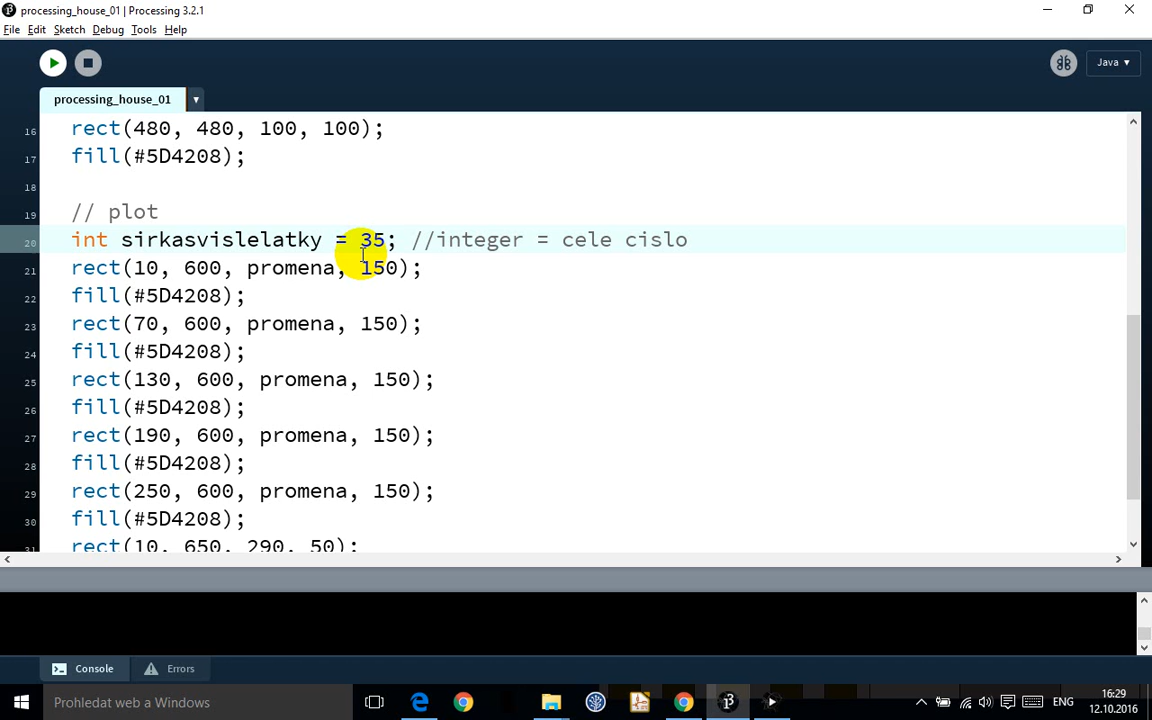 processing_house_01 | Processing 3.2.1
File Edit Sketch Debug Tools Help
Java ▼
processing_house_01 ▼
16 rect(480, 480, 100, 100);
17 fill(#5D4208);
18
19 // plot
20 int sirkasvislelatky = 35; //integer = cele cislo
21 rect(10, 600, promena, 150);
22 fill(#5D4208);
23 rect(70, 600, promena, 150);
24 fill(#5D4208);
25 rect(130, 600, promena, 150);
26 fill(#5D4208);
27 rect(190, 600, promena, 150);
28 fill(#5D4208);
29 rect(250, 600, promena, 150);
30 fill(#5D4208);
31 rect(10, 650, 290, 50);
Console Errors
Prohledat web a Windows
ENG
16:29
12.10.2016